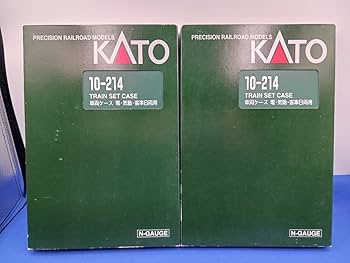 PRECISION RAILROAD MODELS
KATO
10-214
TRAIN SET CASE
車両ケース 電・気動・客車8両用
N-GAUGE
PRECISION RAILROAD MODELS
KATO
10-214
TRAIN SET CASE
車両ケース 電・気動・客車8両用
N-GAUGE